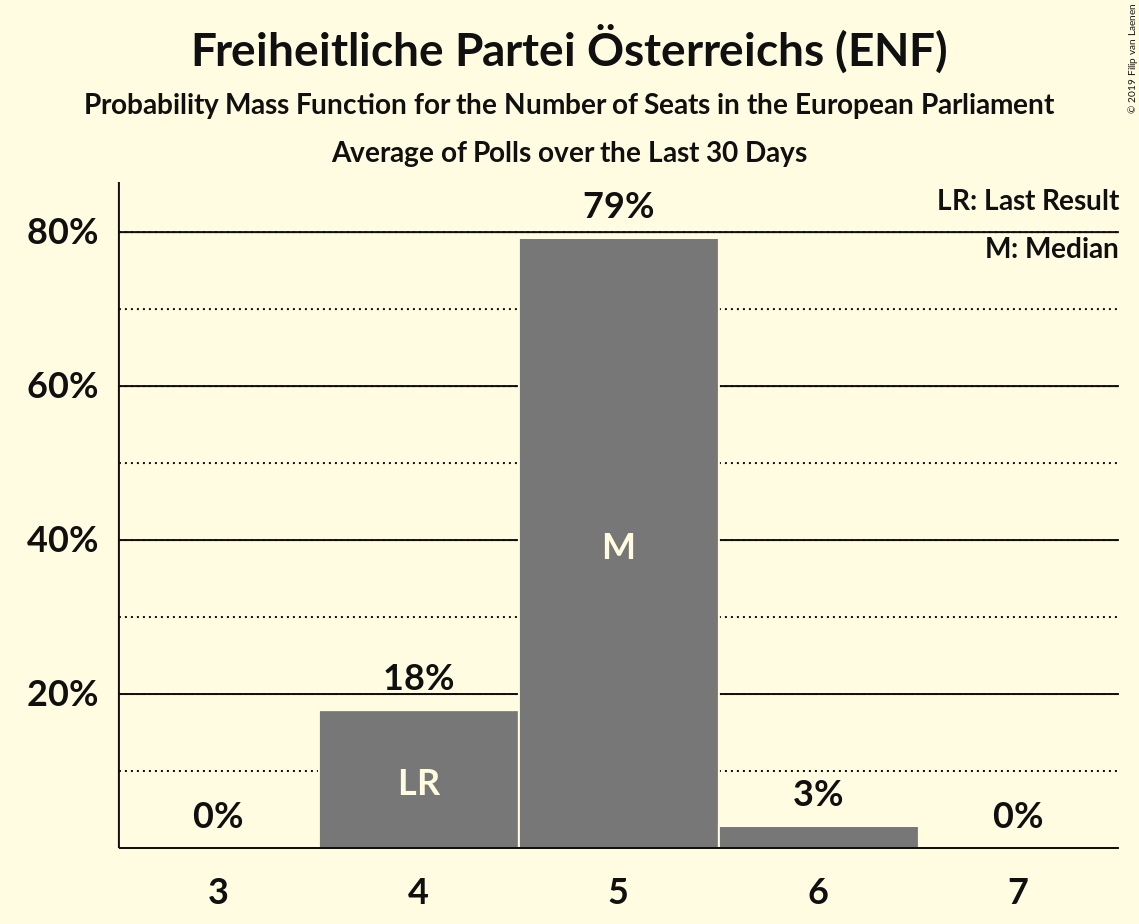 Freiheitliche Partei Österreichs (ENF)
Probability Mass Function for the Number of Seats in the European Parliament
Average of Polls over the Last 30 Days
© 2019 Filip van Laenen
LR: Last Result
M: Median
80%
60%
40%
20%
0%
18%
79%
3%
0%
LR
M
3
4
5
6
7